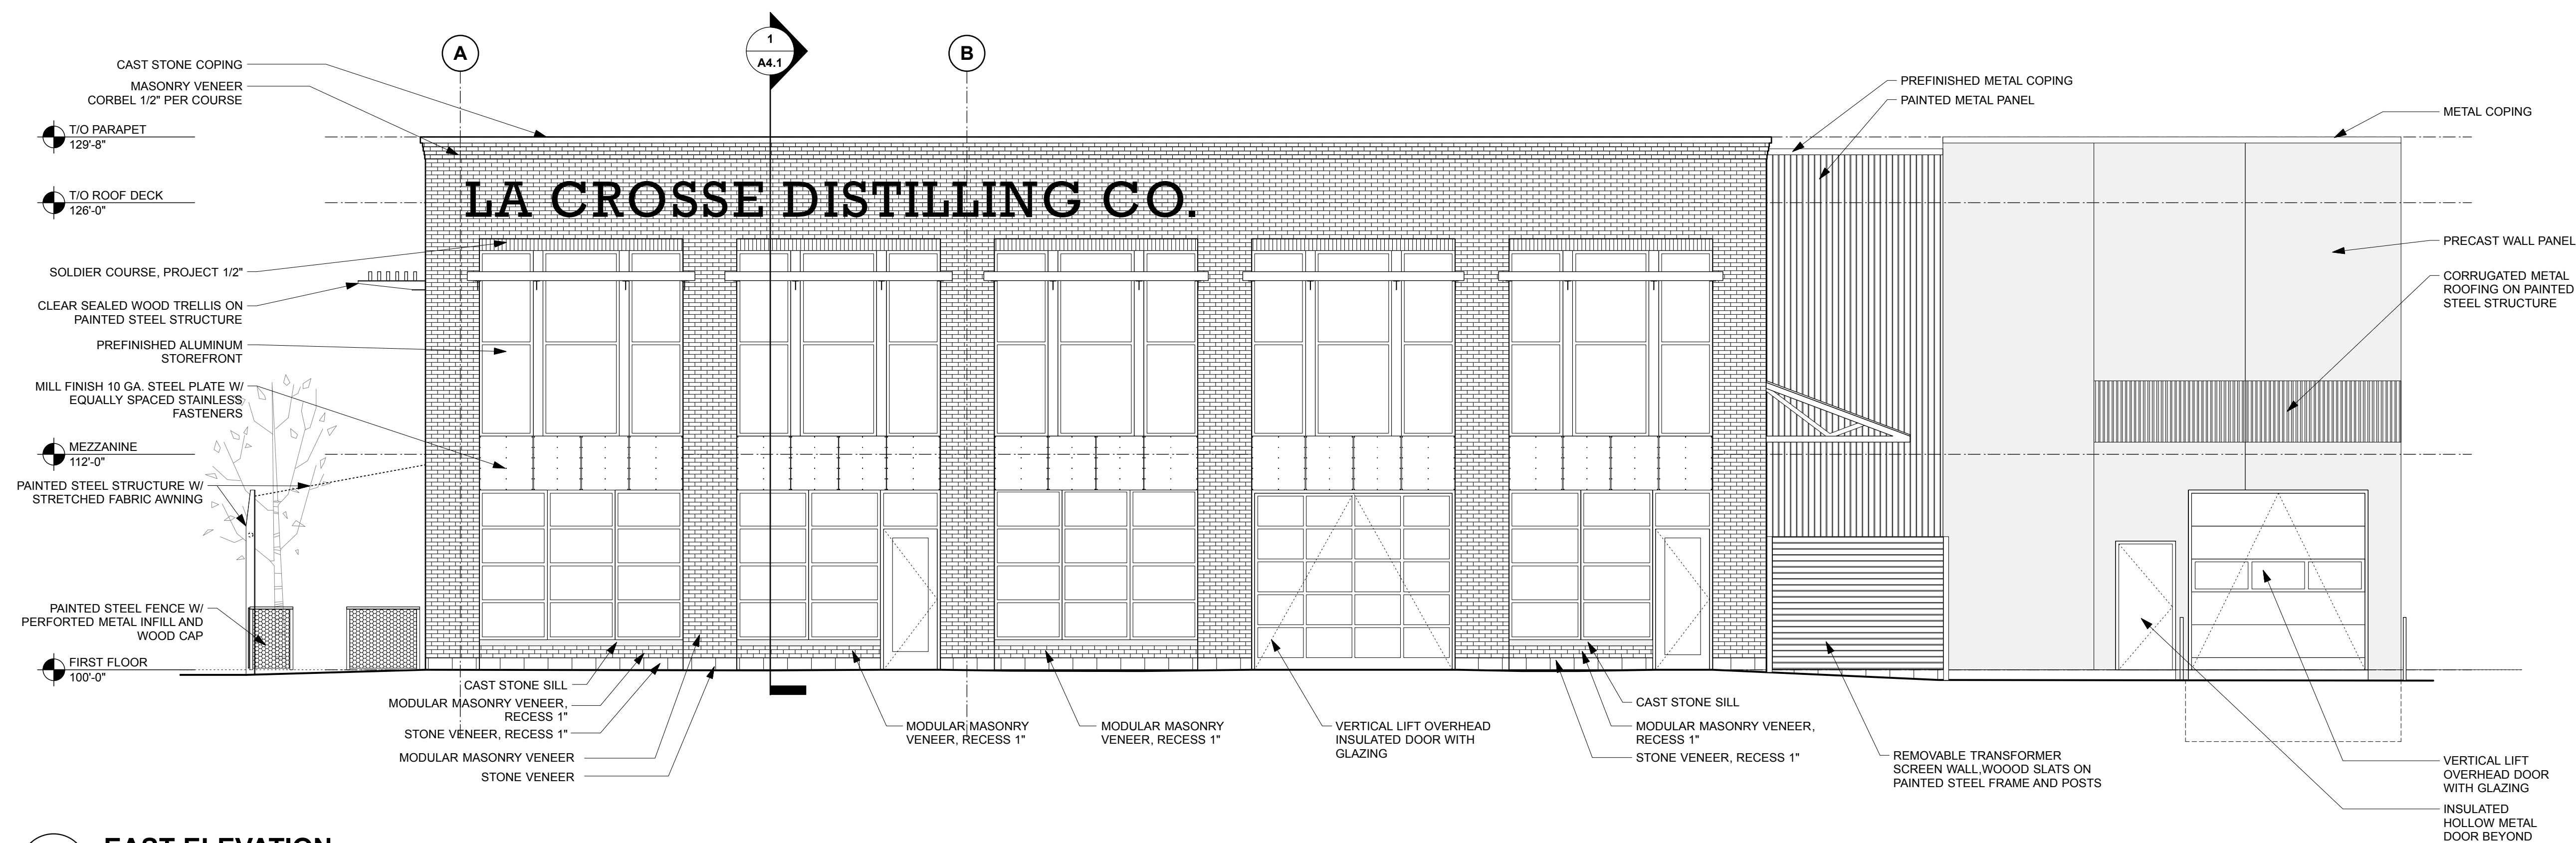 1
A4.1
A
B
CAST STONE COPING
MASONRY VENEER
CORBEL 1/2" PER COURSE
T/O PARAPET
129'-8"
T/O ROOF DECK
126'-0"
SOLDIER COURSE, PROJECT 1/2"
CLEAR SEALED WOOD TRELLIS ON
PAINTED STEEL STRUCTURE
PREFINISHED ALUMINUM
STOREFRONT
MILL FINISH 10 GA. STEEL PLATE W/
EQUALLY SPACED STAINLESS
FASTENERS
MEZZANINE
112'-0"
PAINTED STEEL STRUCTURE W/
STRETCHED FABRIC AWNING
PAINTED STEEL FENCE W/
PERFORTED METAL INFILL AND
WOOD CAP
FIRST FLOOR
100'-0"
LA CROSSE DISTILLING CO.
PREFINISHED METAL COPING
PAINTED METAL PANEL
METAL COPING
PRECAST WALL PANEL
CORRUGATED METAL
ROOFING ON PAINTED
STEEL STRUCTURE
CAST STONE SILL
MODULAR MASONRY VENEER,
RECESS 1"
STONE VENEER, RECESS 1"
MODULAR MASONRY VENEER
STONE VENEER
MODULAR MASONRY
VENEER, RECESS 1"
MODULAR MASONRY
VENEER, RECESS 1"
VERTICAL LIFT OVERHEAD
INSULATED DOOR WITH
GLAZING
CAST STONE SILL
MODULAR MASONRY VENEER,
RECESS 1"
STONE VENEER, RECESS 1"
REMOVABLE TRANSFORMER
SCREEN WALL,WOOOD SLATS ON
PAINTED STEEL FRAME AND POSTS
VERTICAL LIFT
OVERHEAD DOOR
WITH GLAZING
INSULATED
HOLLOW METAL
DOOR BEYOND
EAST ELEVATION